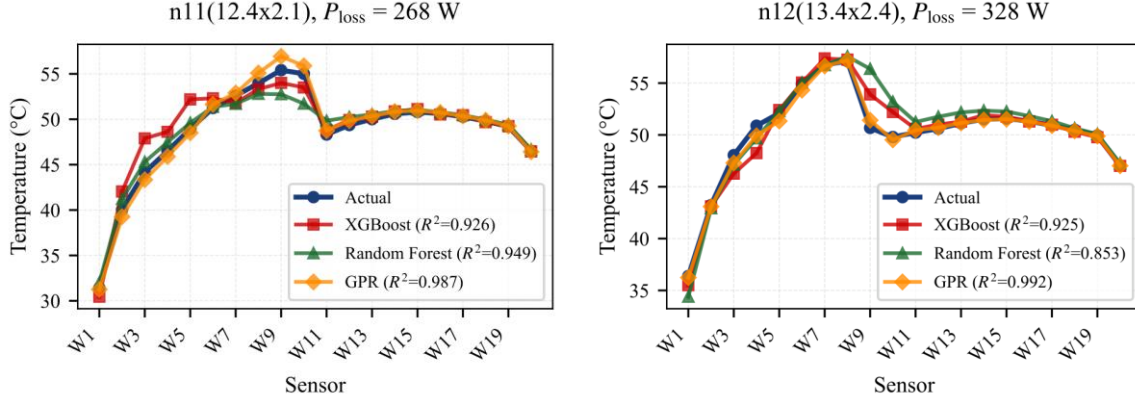 n11(12.4x2.1), P_loss = 268 W
Temperature (°C)
55
50
45
40
35
30
Actual
XGBoost (R²=0.926)
Random Forest (R²=0.949)
GPR (R²=0.987)
W1
W3
W5
W7
W9
W11
W13
W15
W17
W19
Sensor
n12(13.4x2.4), P_loss = 328 W
Temperature (°C)
55
50
45
40
35
Actual
XGBoost (R²=0.925)
Random Forest (R²=0.853)
GPR (R²=0.992)
W1
W3
W5
W7
W9
W11
W13
W15
W17
W19
Sensor